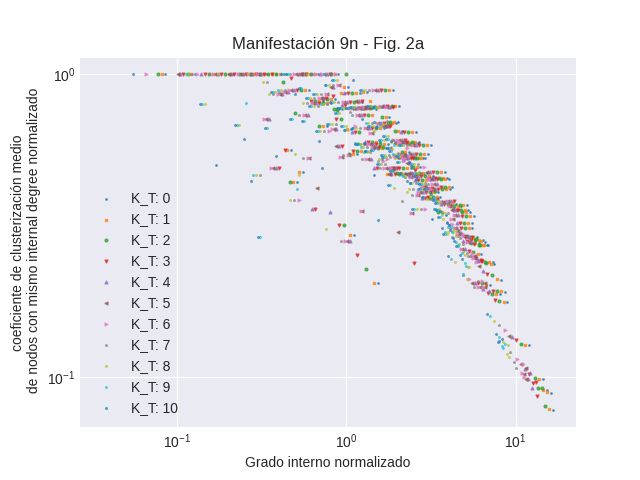 Manifestación 9n - Fig. 2a
coeficiente de clusterización medio
de nodos con mismo internal degree normalizado
10⁰
10⁻¹
K_T: 0
K_T: 1
K_T: 2
K_T: 3
K_T: 4
K_T: 5
K_T: 6
K_T: 7
K_T: 8
K_T: 9
K_T: 10
10⁻¹ 10⁰ 10¹
Grado interno normalizado